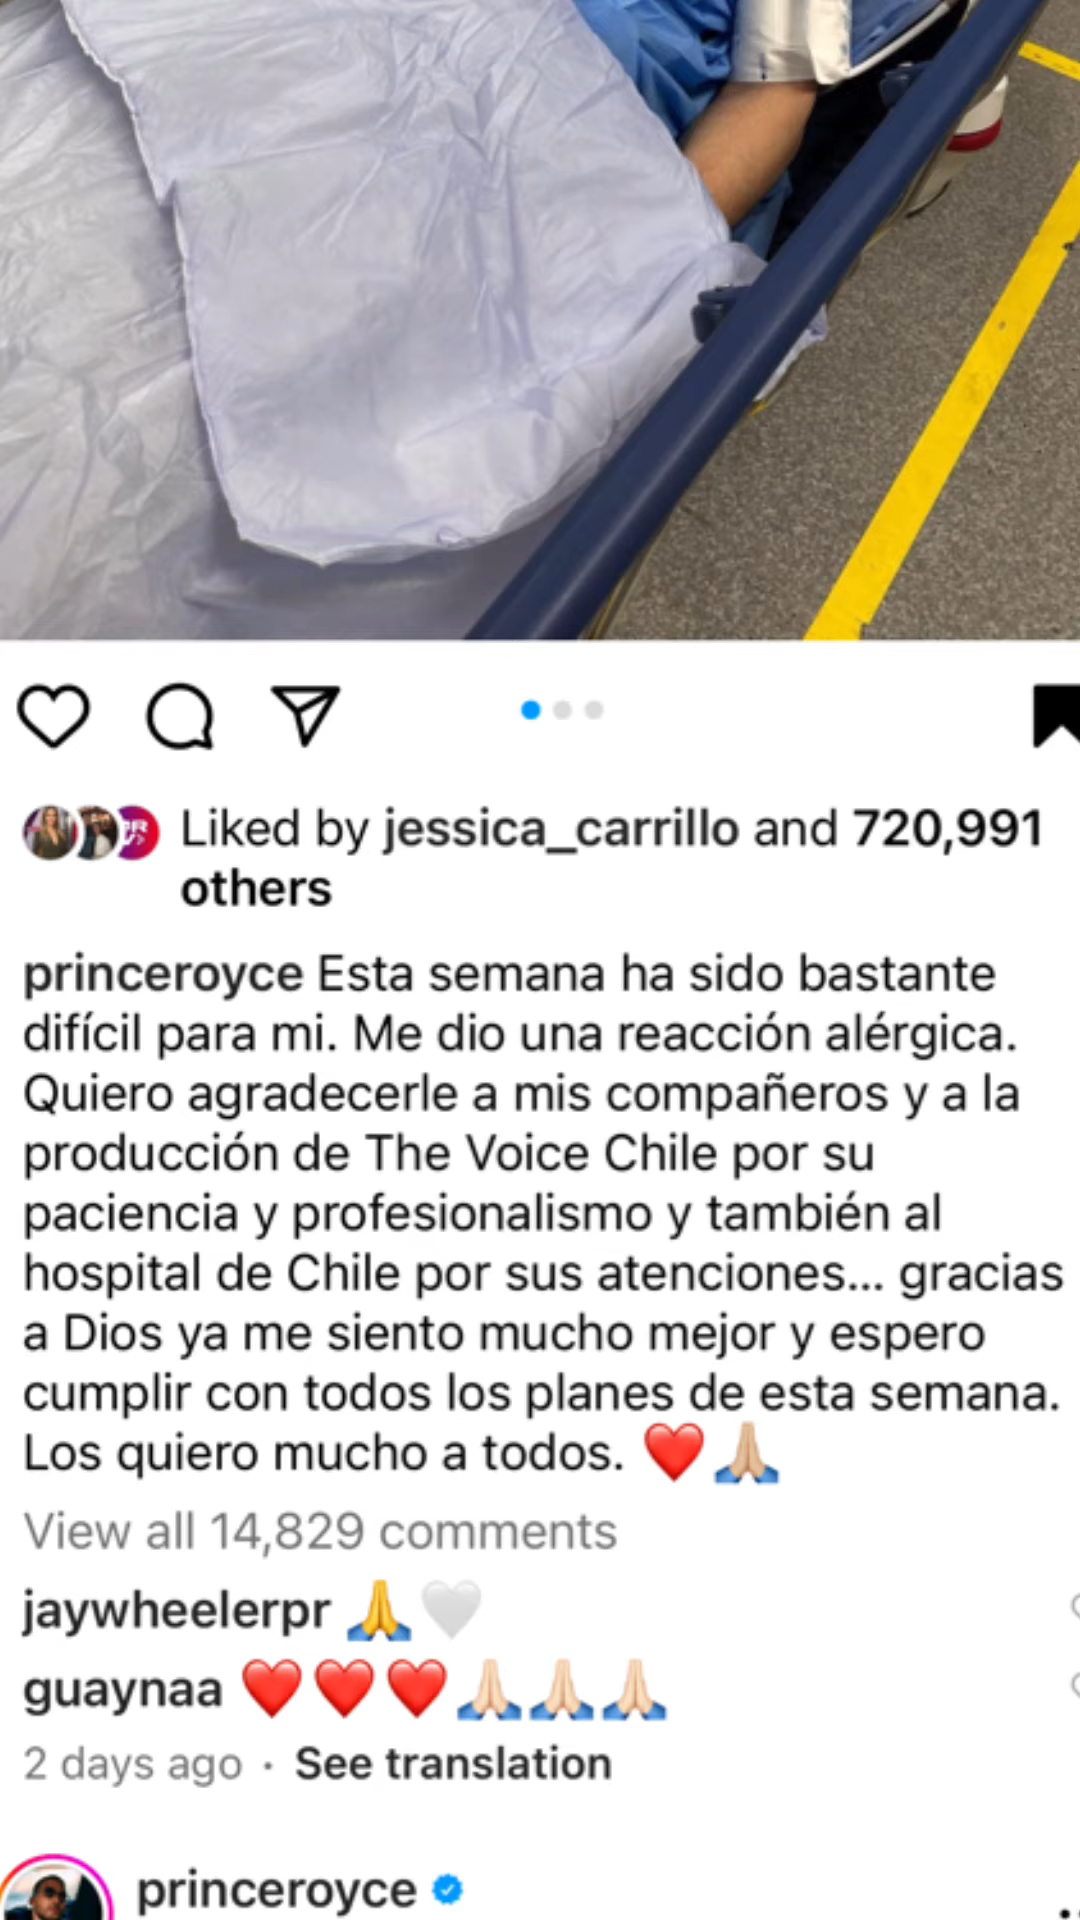 Liked by jessica_carrillo and 720,991
others
princeroyce Esta semana ha sido bastante
difícil para mi. Me dio una reacción alérgica.
Quiero agradecerle a mis compañeros y a la
producción de The Voice Chile por su
paciencia y profesionalismo y también al
hospital de Chile por sus atenciones... gracias
a Dios ya me siento mucho mejor y espero
cumplir con todos los planes de esta semana.
Los quiero mucho a todos. ❤️🙏🏼
View all 14,829 comments
jaywheelerpr 🙏🤍
guaynaa ❤️❤️❤️🙏🏻🙏🏻🙏🏻
2 days ago · See translation
princeroyce